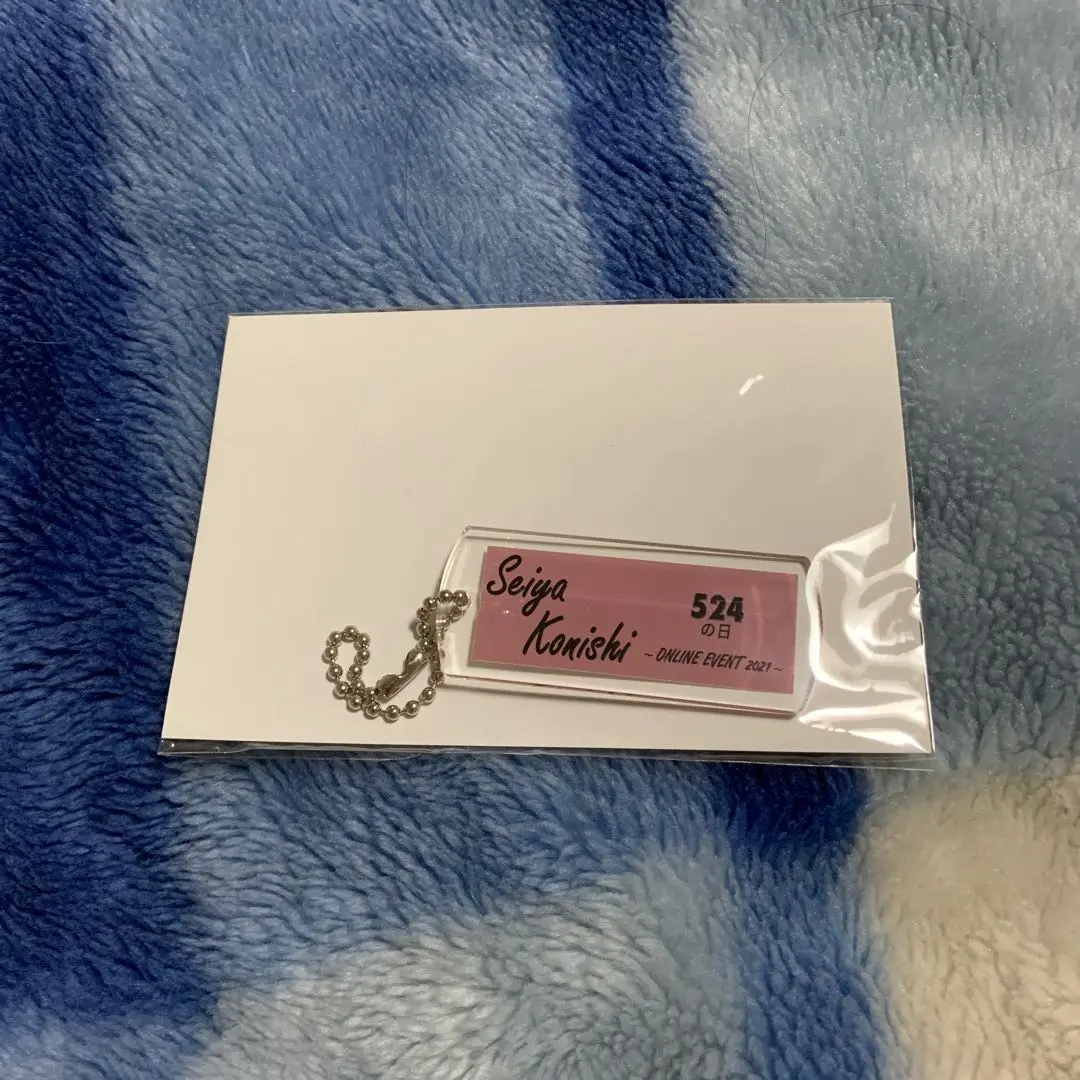 Seiya
Konishi
524
の日
~ONLINE EVENT 2021~